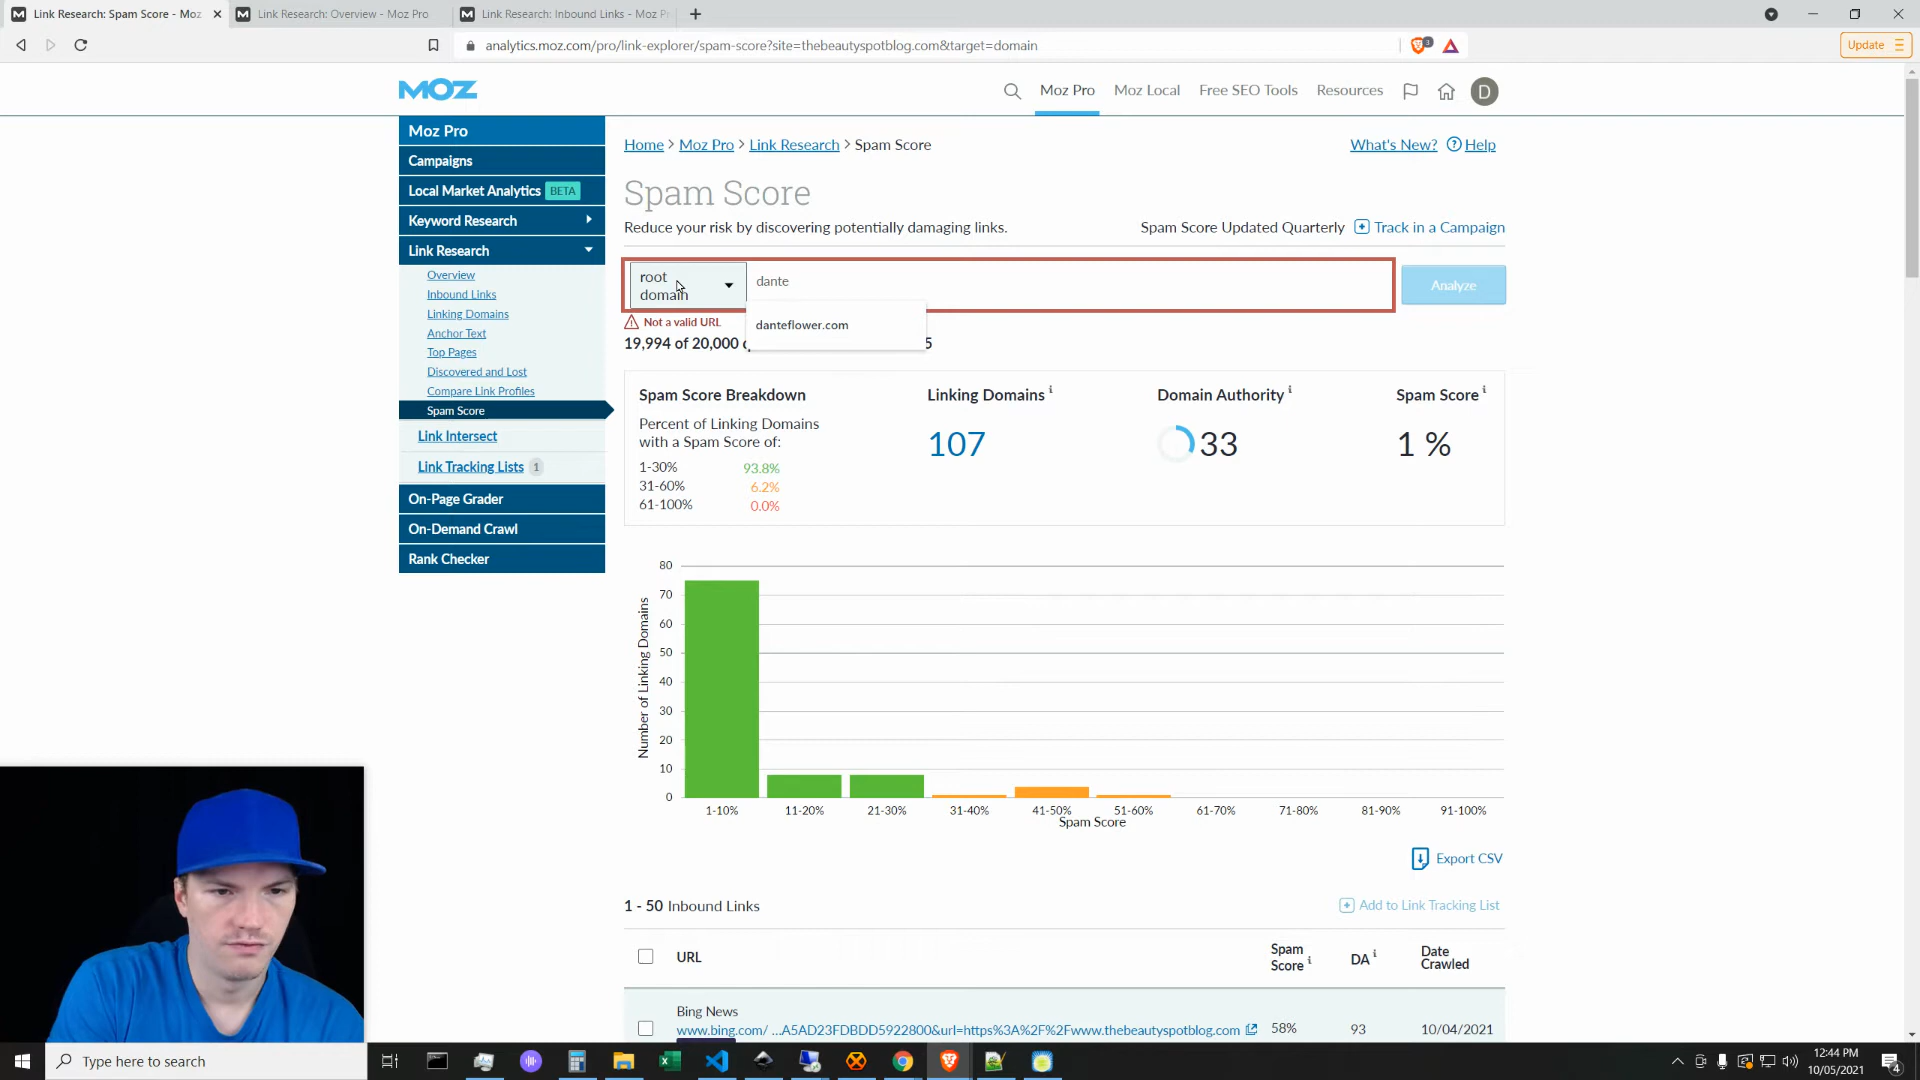 Link Research: Spam Score - Moz
Link Research: Overview - Moz Pro
Link Research: Inbound Links - Moz Pr
analytics.moz.com/pro/link-explorer/spam-score?site=thebeautyspotblog.com&target=domain
3
Update
MOZ
Moz Pro
Moz Local
Free SEO Tools
Resources
D
Moz Pro
Campaigns
Local Market Analytics BETA
Keyword Research
Link Research
Overview
Inbound Links
Linking Domains
Anchor Text
Top Pages
Discovered and Lost
Compare Link Profiles
Spam Score
Link Intersect
Link Tracking Lists 1
On-Page Grader
On-Demand Crawl
Rank Checker
Home > Moz Pro > Link Research > Spam Score
What's New? ? Help
Spam Score
Reduce your risk by discovering potentially damaging links.
Spam Score Updated Quarterly
Track in a Campaign
root domain
dante
Analyze
Not a valid URL
danteflower.com
19,994 of 20,000
5
Spam Score Breakdown
Percent of Linking Domains
with a Spam Score of:
1-30% 93.8%
31-60% 6.2%
61-100% 0.0%
Linking Domains i
107
Domain Authority i
33
Spam Score i
1 %
Number of Linking Domains
80
70
60
50
40
30
20
10
0
1-10% 11-20% 21-30% 31-40% 41-50% 51-60% 61-70% 71-80% 81-90% 91-100%
Spam Score
Export CSV
1 - 50 Inbound Links
Add to Link Tracking List
URL
Spam Score i
DA i
Date Crawled
Bing News
www.bing.com/ ...A5AD23FDBDD5922800&url=https%3A%2F%2Fwww.thebeautyspotblog.com
58% 93 10/04/2021
Type here to search
12:44 PM
10/05/2021
4